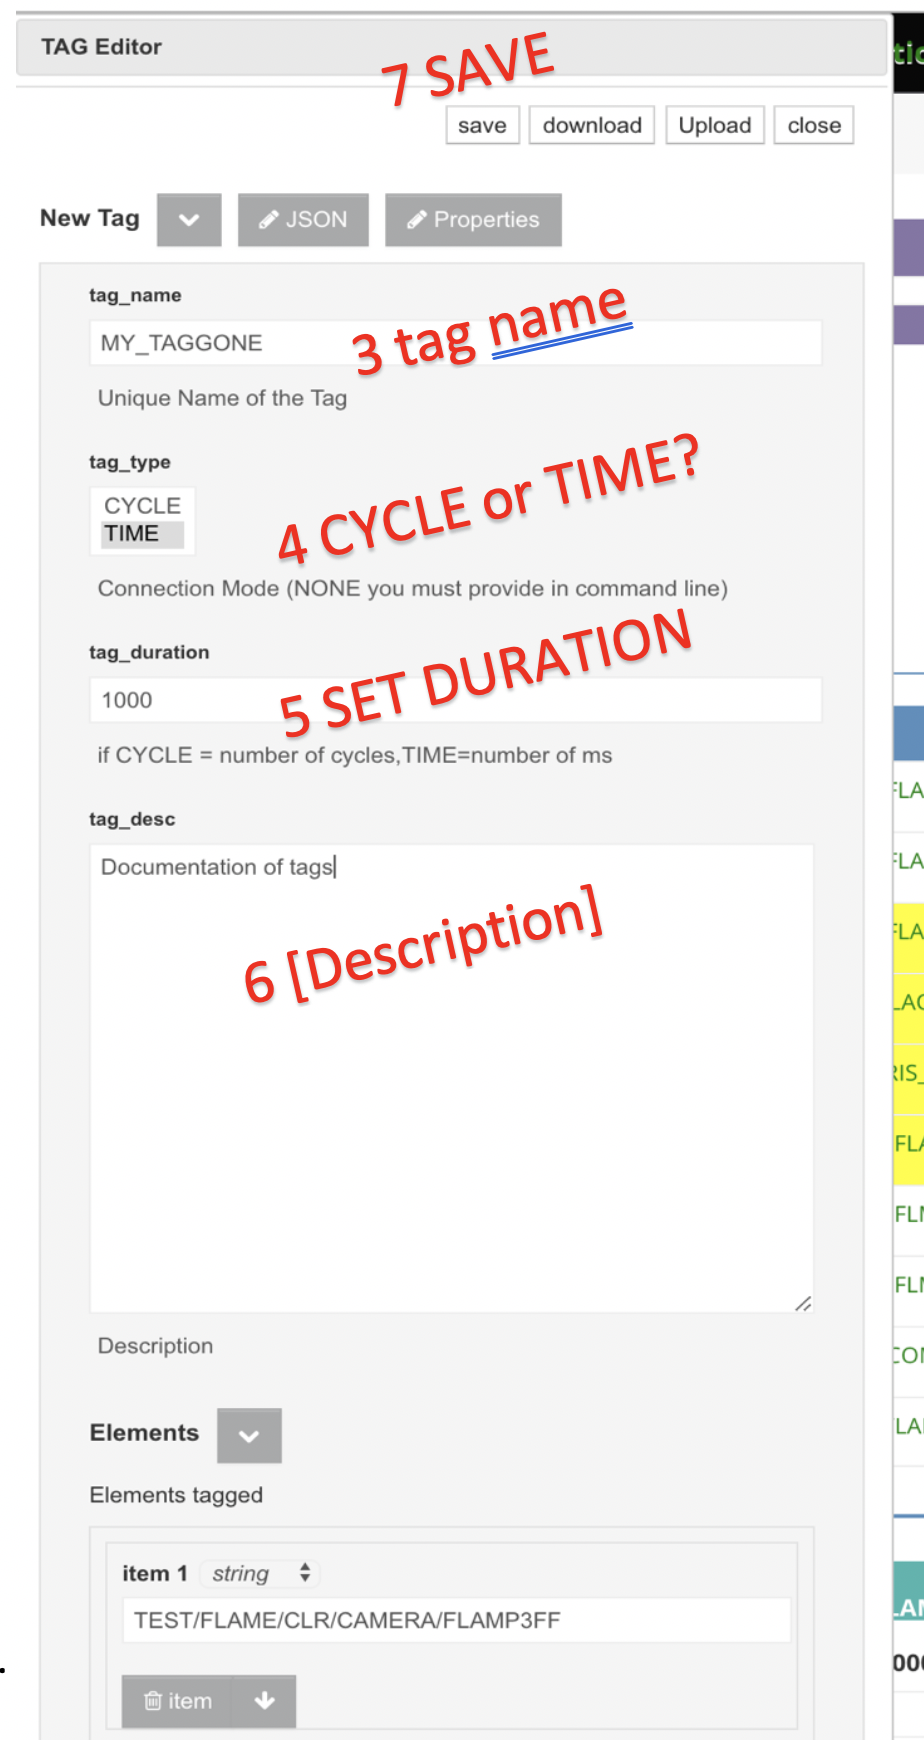 TAG Editor
7 SAVE
save download Upload close
New Tag JSON Properties
tag_name
MY_TAGGONE
3 tag name
Unique Name of the Tag
tag_type
CYCLE
TIME
4 CYCLE or TIME?
Connection Mode (NONE you must provide in command line)
tag_duration
1000
5 SET DURATION
if CYCLE = number of cycles,TIME=number of ms
tag_desc
Documentation of tags
6 [Description]
Description
Elements
Elements tagged
item 1 string
TEST/FLAME/CLR/CAMERA/FLAMP3FF
item